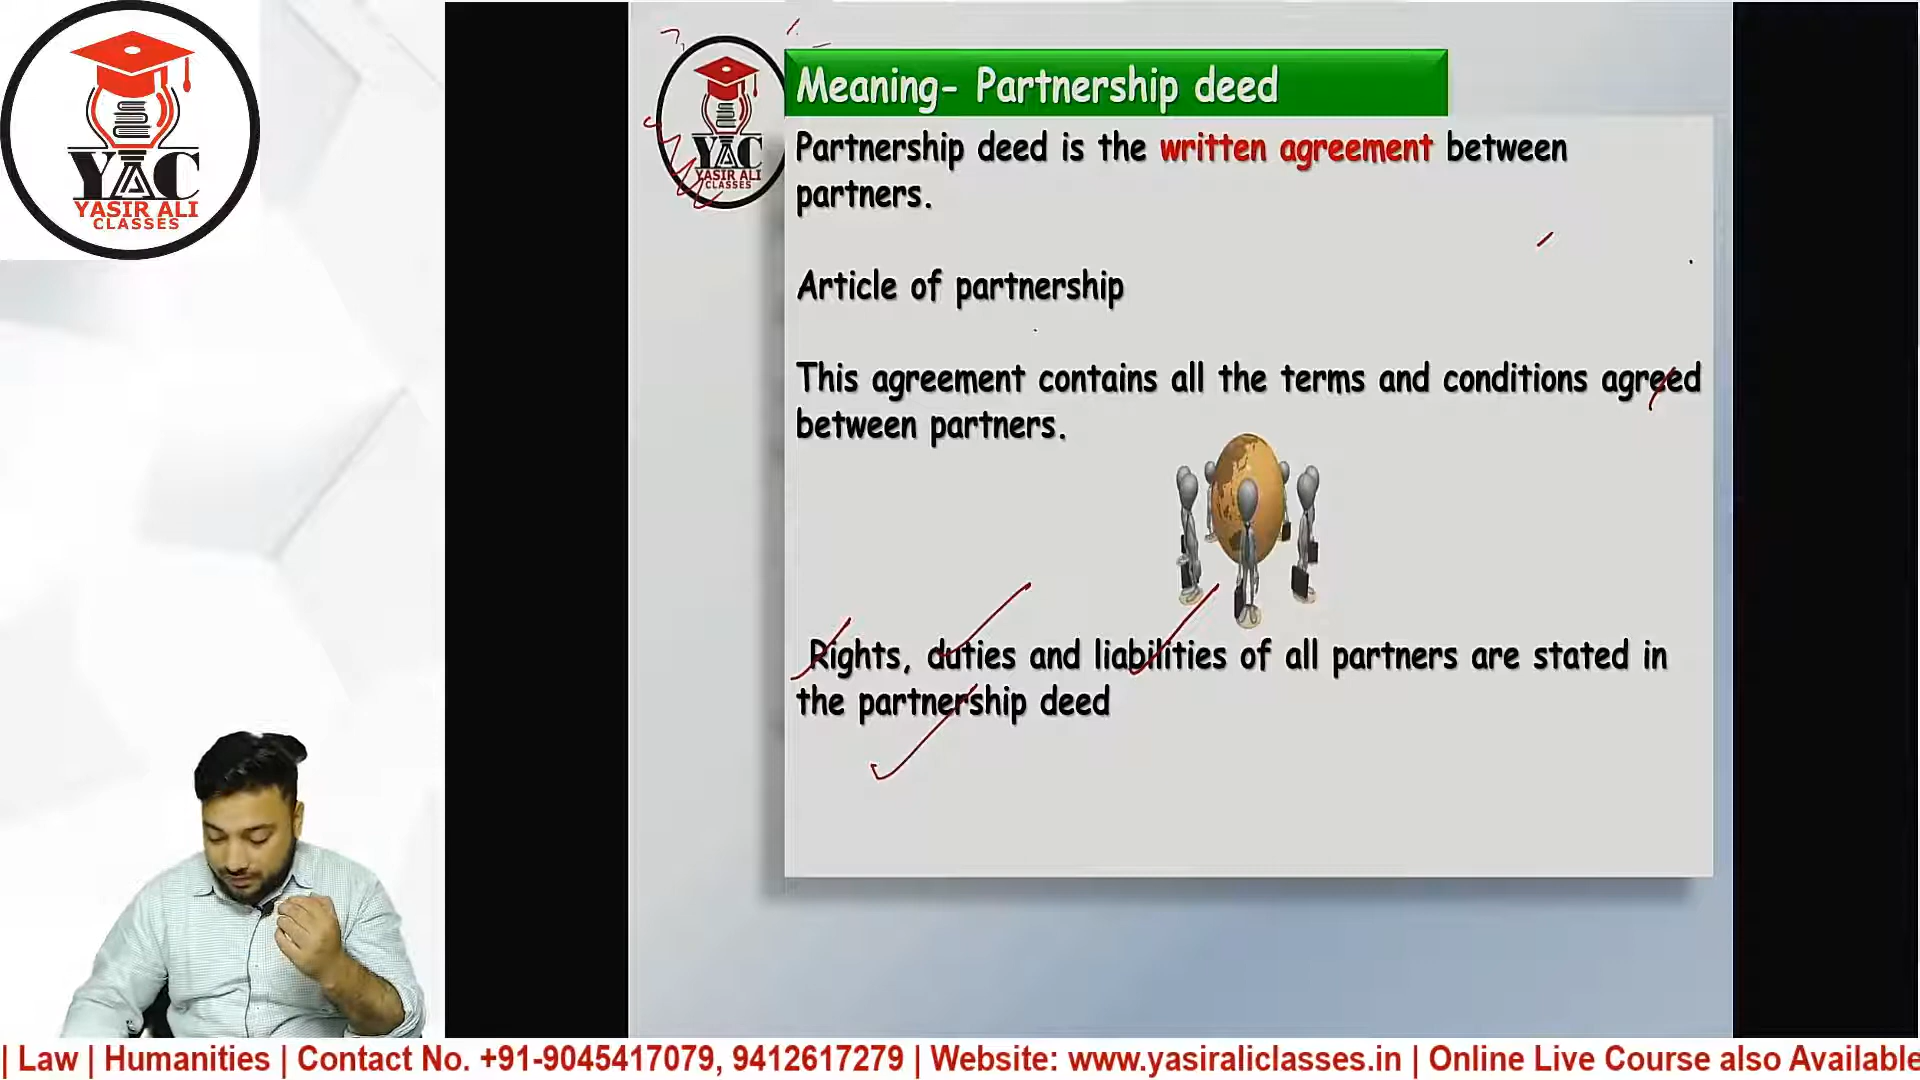 YAC
YASIR ALI
CLASSES
YAC
YASIR ALI
CLASSES
Meaning- Partnership deed
Partnership deed is the written agreement between
partners.
Article of partnership
This agreement contains all the terms and conditions agreed
between partners.
Rights, duties and liabilities of all partners are stated in
the partnership deed
| Law | Humanities | Contact No. +91-9045417079, 9412617279 | Website: www.yasiraliclasses.in | Online Live Course also Available